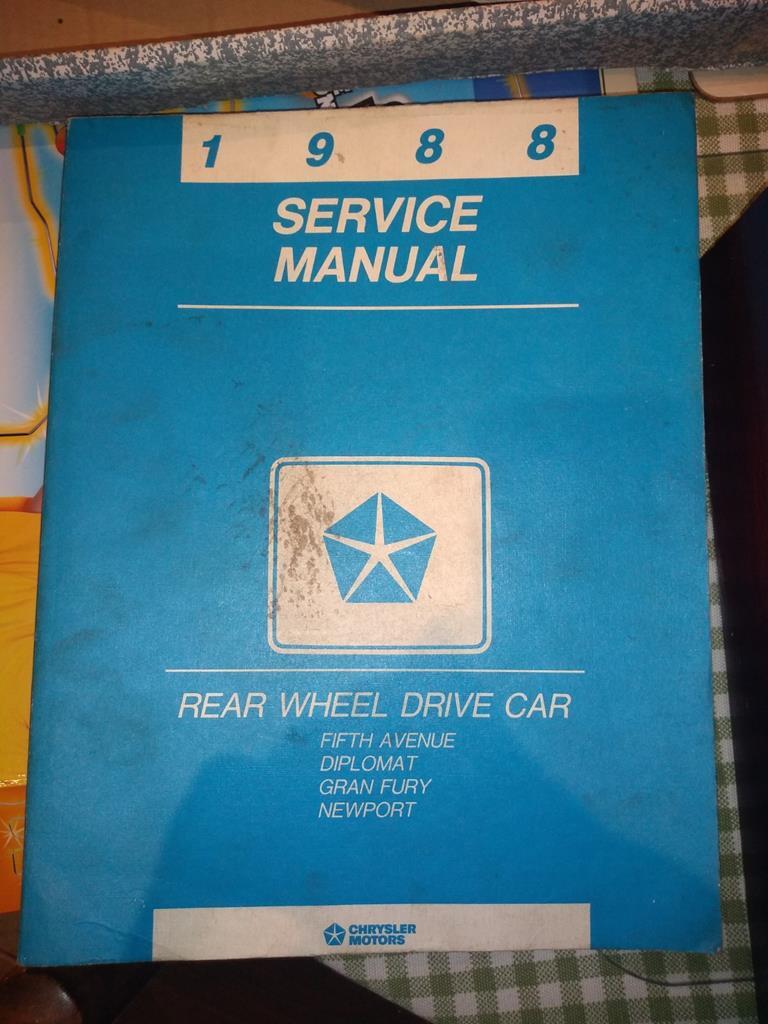 1 9 8 8
SERVICE
MANUAL
REAR WHEEL DRIVE CAR
FIFTH AVENUE
DIPLOMAT
GRAN FURY
NEWPORT
CHRYSLER
MOTORS